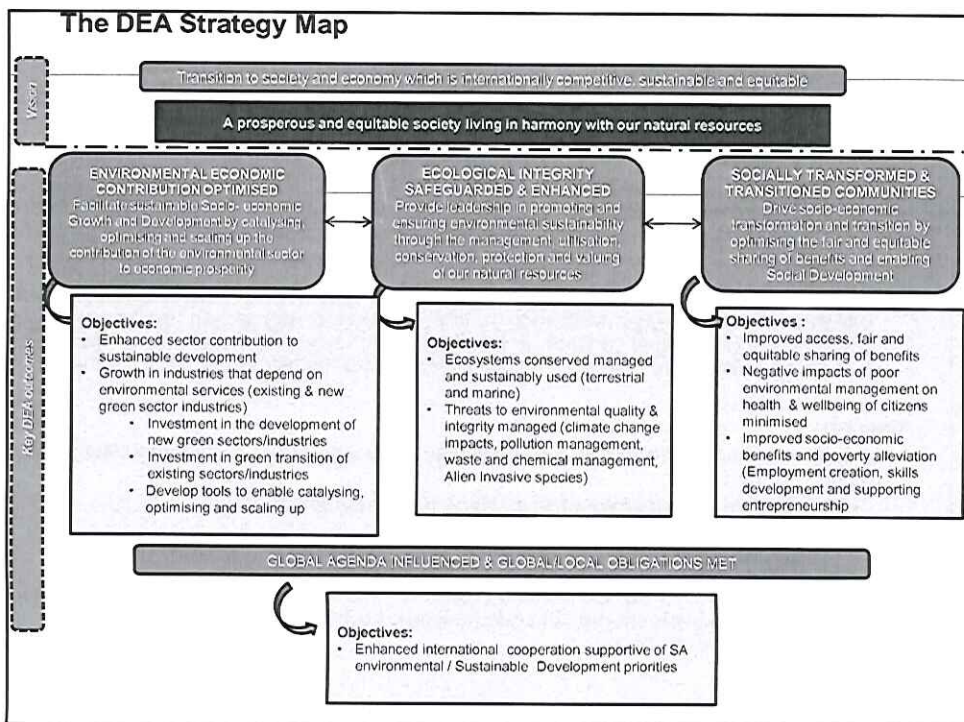 The DEA Strategy Map
Vision
Transition to society and economy which is internationally competitive, sustainable and equitable
A prosperous and equitable society living in harmony with our natural resources
Key DEA outcomes
ENVIRONMENTAL ECONOMIC
CONTRIBUTION OPTIMISED
Facilitate sustainable Socio- economic
Growth and Development by catalysing,
optimising and scaling up the
contribution of the environmental sector
to economic prosperity
ECOLOGICAL INTEGRITY
SAFEGUARDED & ENHANCED
Provide leadership in promoting and
ensuring environmental sustainability
through the management, utilisation,
conservation, protection and valuing
of our natural resources
SOCIALLY TRANSFORMED &
TRANSITIONED COMMUNITIES
Drive socio-economic
transformation and transition by
optimising the fair and equitable
sharing of benefits and enabling
Social Development
Objectives:
• Enhanced sector contribution to
sustainable development
• Growth in industries that depend on
environmental services (existing & new
green sector industries)
• Investment in the development of
new green sectors/industries
• Investment in green transition of
existing sectors/industries
• Develop tools to enable catalysing,
optimising and scaling up
Objectives:
• Ecosystems conserved managed
and sustainably used (terrestrial
and marine)
• Threats to environmental quality &
integrity managed (climate change
impacts, pollution management,
waste and chemical management,
Alien Invasive species)
Objectives :
• Improved access, fair and
equitable sharing of benefits
• Negative impacts of poor
environmental management on
health & wellbeing of citizens
minimised
• Improved socio-economic
benefits and poverty alleviation
(Employment creation, skills
development and supporting
entrepreneurship
GLOBAL AGENDA INFLUENCED & GLOBAL/LOCAL OBLIGATIONS MET
Objectives:
• Enhanced international cooperation supportive of SA
environmental / Sustainable Development priorities